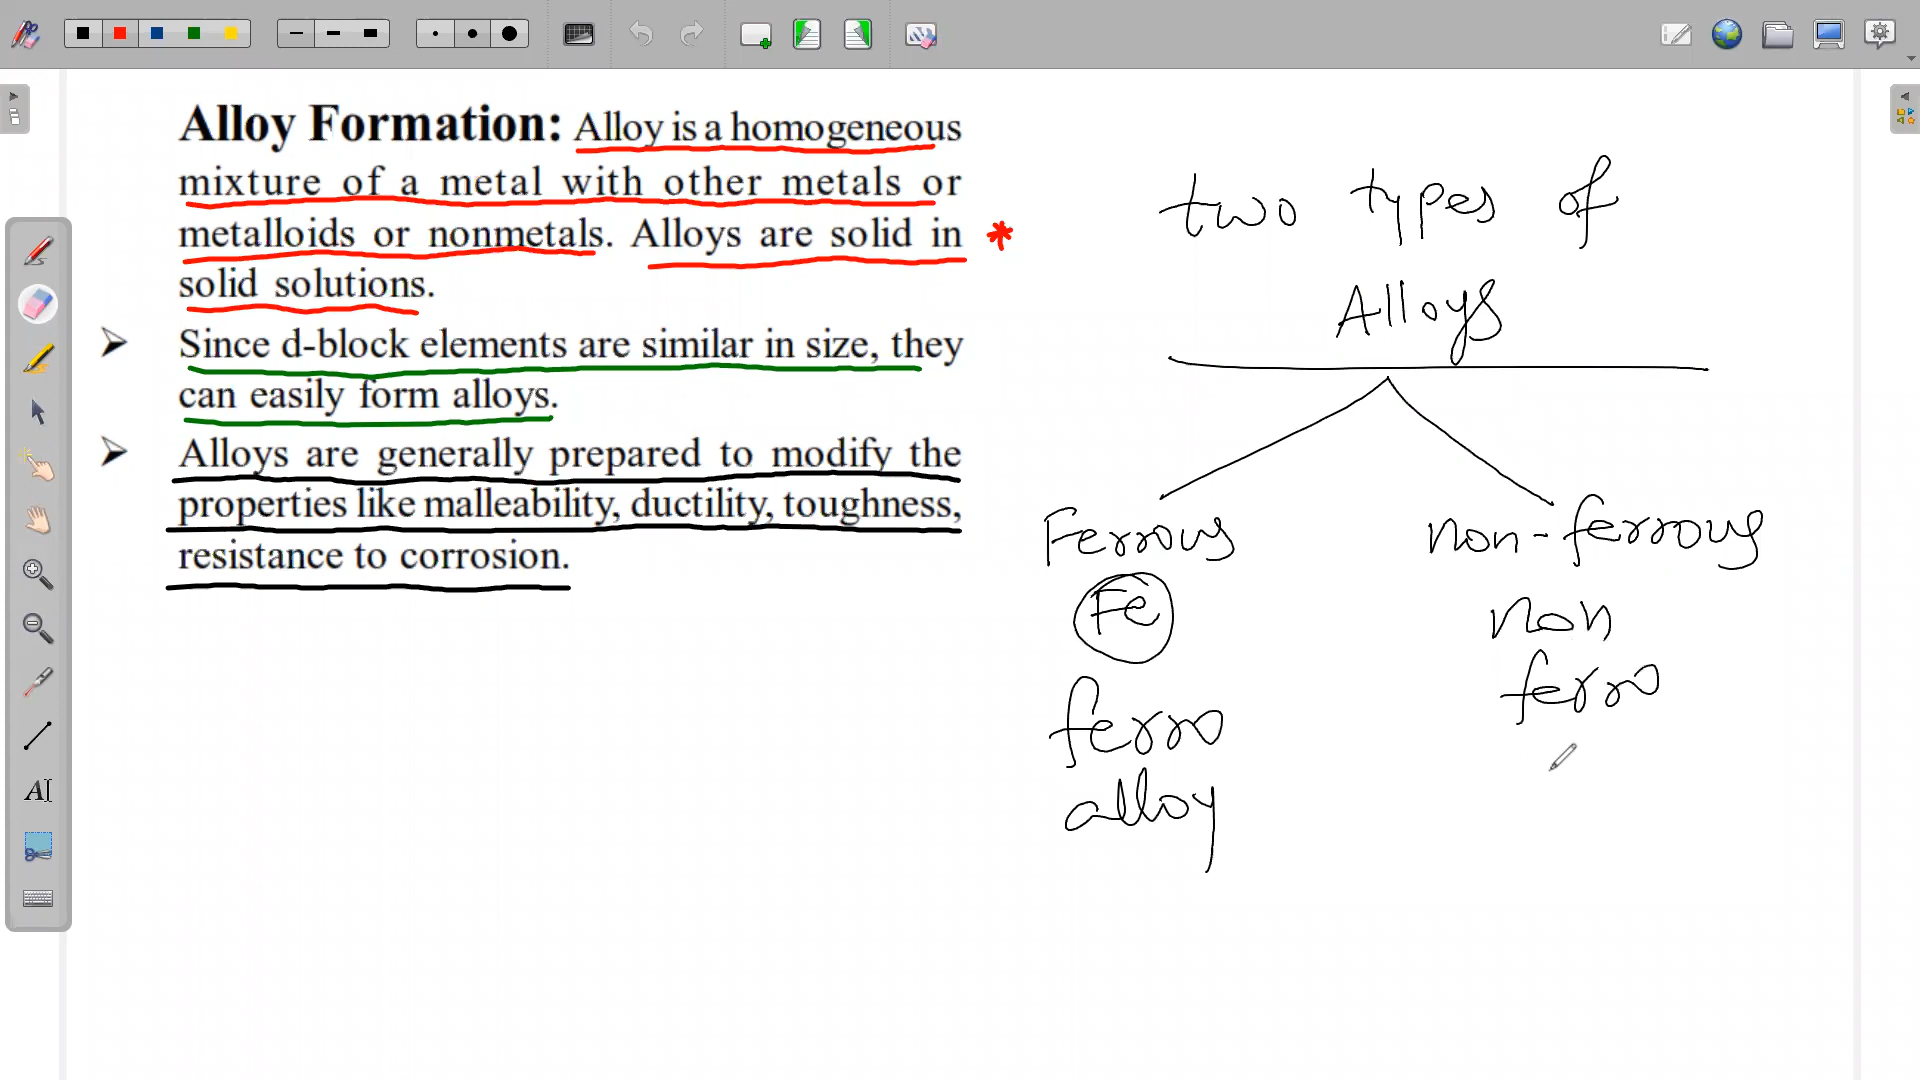 Alloy Formation: Alloy is a homogeneous
mixture of a metal with other metals or
metalloids or nonmetals. Alloys are solid in *
solid solutions.
➢ Since d-block elements are similar in size, they
can easily form alloys.
➢ Alloys are generally prepared to modify the
properties like malleability, ductility, toughness,
resistance to corrosion.
two types of
Alloys
Ferrous
Fe
ferro
alloy
non-ferrous
non
ferro